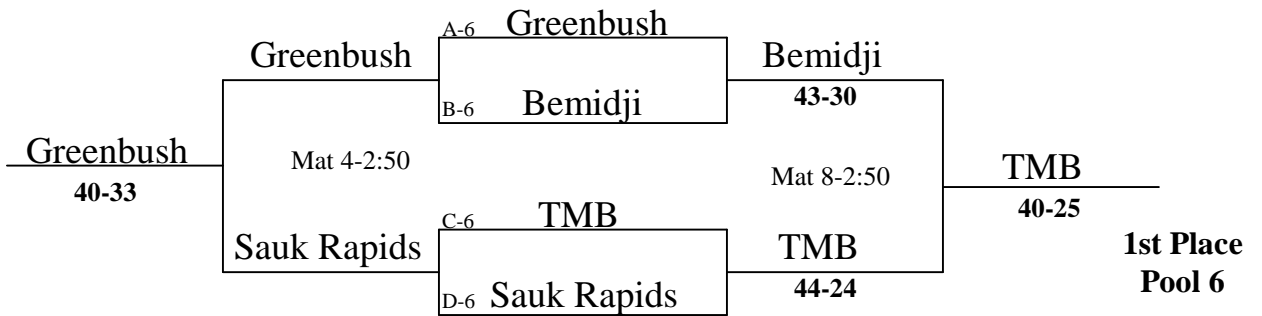 A-6 Greenbush
Greenbush
Bemidji
43-30
B-6 Bemidji
Greenbush
40-33
Mat 4-2:50
Mat 8-2:50
TMB
40-25
C-6 TMB
Sauk Rapids
TMB
44-24
D-6 Sauk Rapids
1st Place
Pool 6